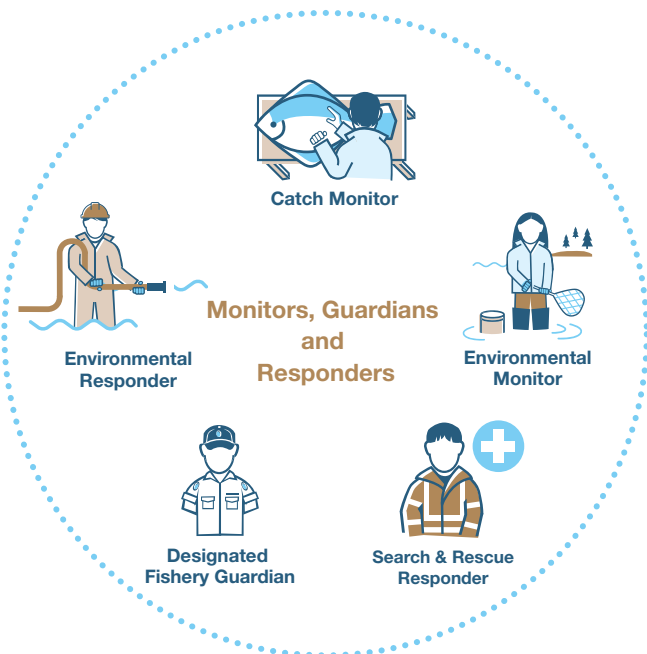 Catch Monitor
Monitors, Guardians
and
Responders
Environmental
Responder
Environmental
Monitor
Designated
Fishery Guardian
Search & Rescue
Responder